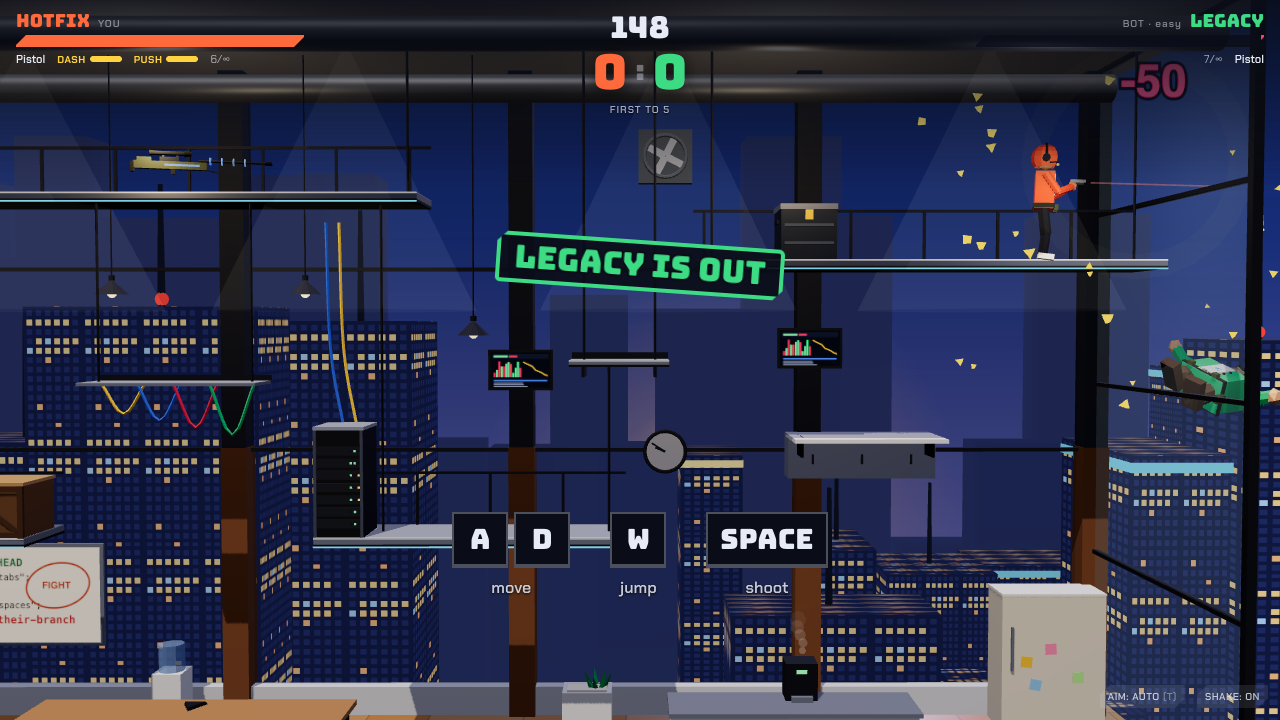 HOTFIX YOU
148
BOT · easy LEGACY
Pistol DASH PUSH 6/∞
0 : 0
7/∞ Pistol
-50
FIRST TO 5
LEGACY IS OUT
A D W SPACE
move jump shoot
HEAD
tabs";
FIGHT
spaces";
their-branch
AIM: AUTO [T] SHAKE: ON